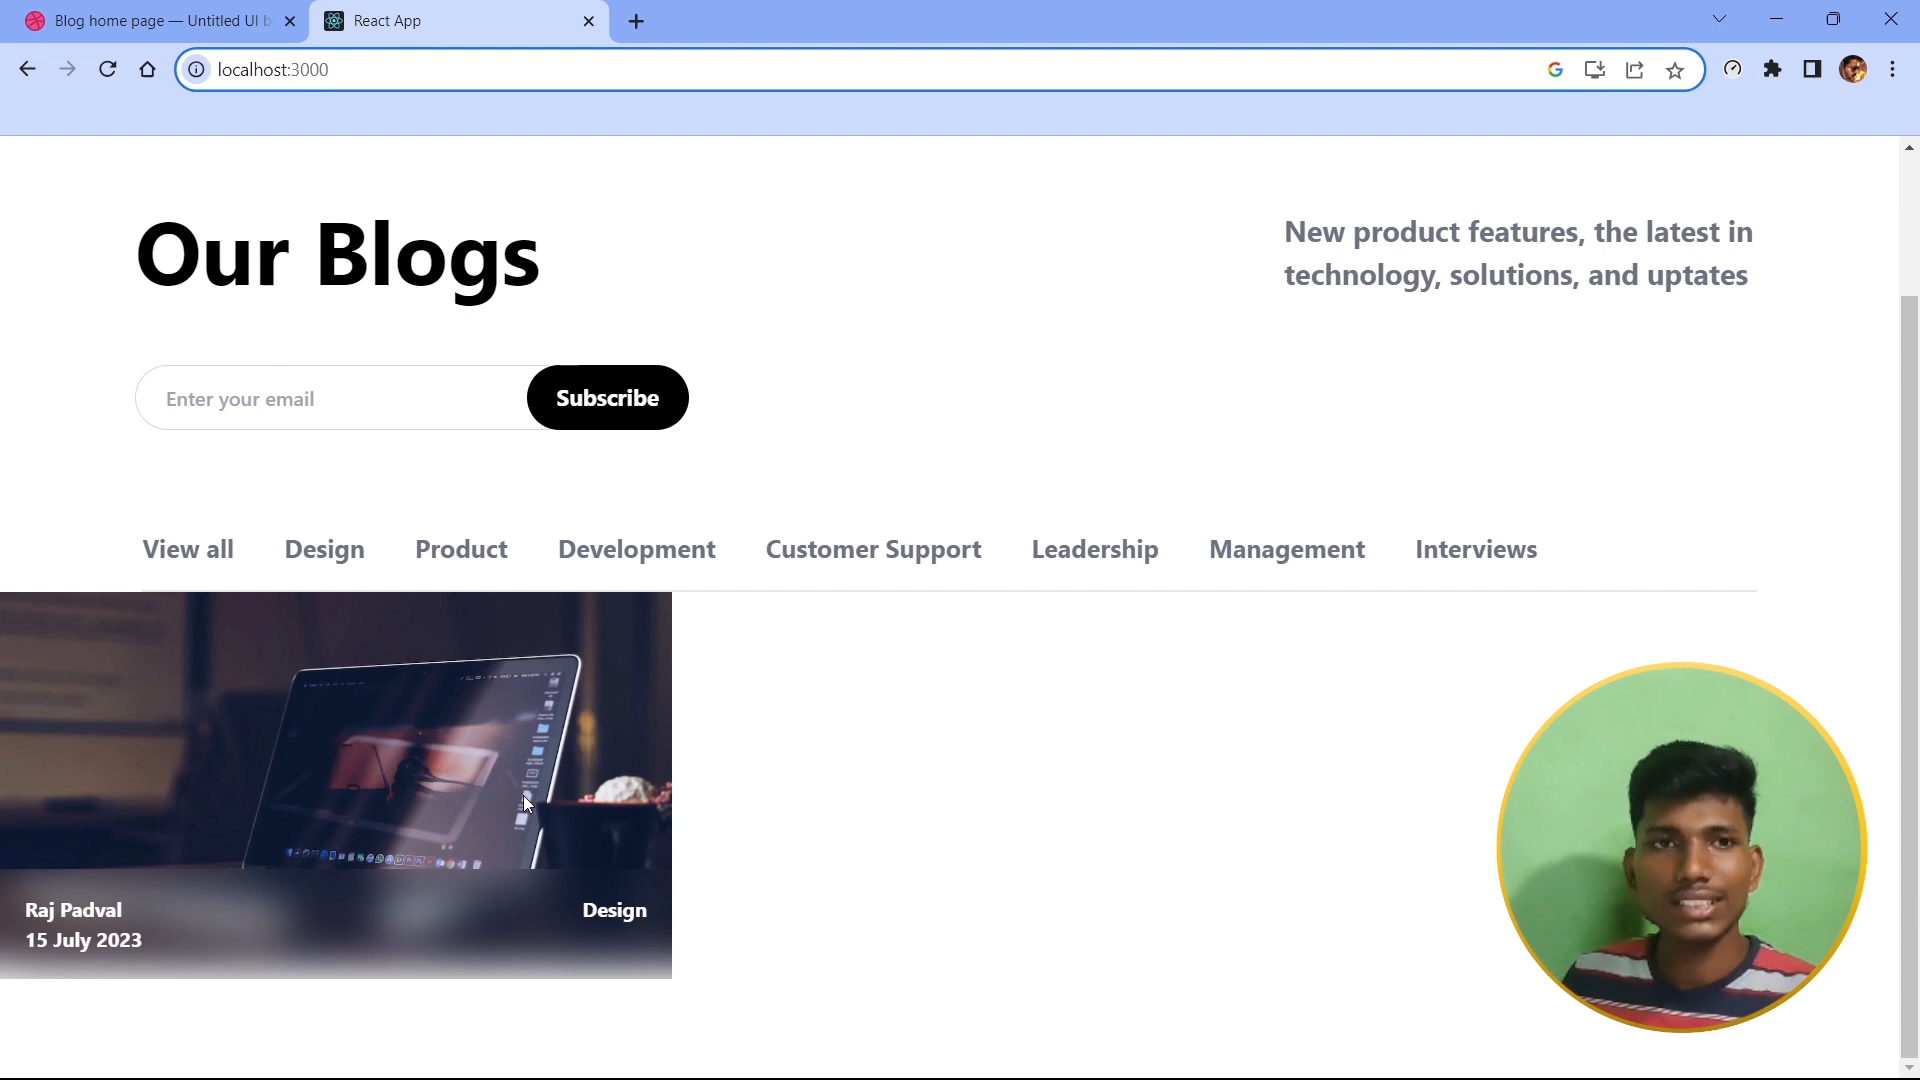 Blog home page — Untitled UI b
React App
localhost:3000
Our Blogs
New product features, the latest in
technology, solutions, and uptates
Enter your email
Subscribe
View all
Design
Product
Development
Customer Support
Leadership
Management
Interviews
Raj Padval
Design
15 July 2023